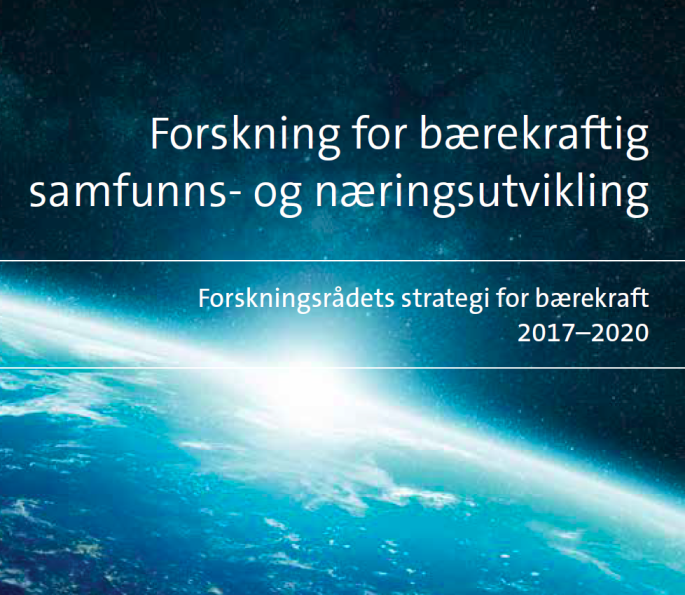 Forskning for bærekraftig
samfunns- og næringsutvikling
Forskningsrådets strategi for bærekraft
2017–2020